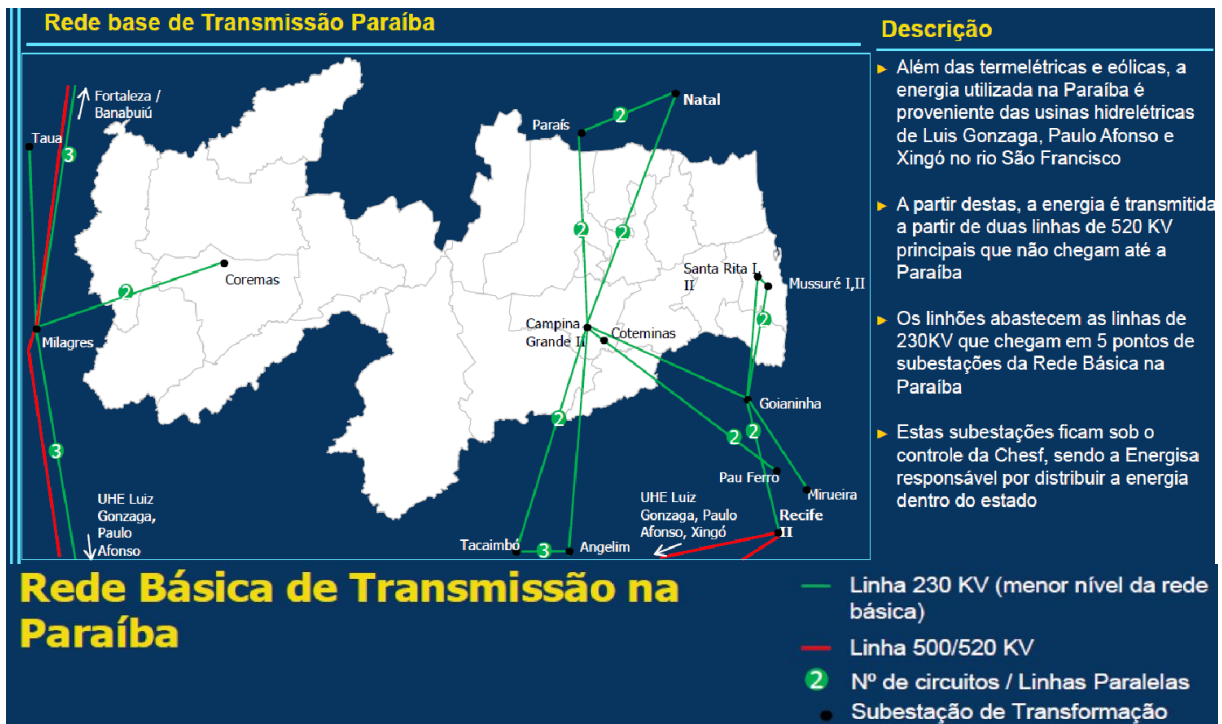 Rede base de Transmissão Paraíba
Fortaleza /
Banabuiú
Taua
3
Natal
2
Paraís
2
2
Coremas
2
Santa Rita I,
II
Mussuré I,II
2
Campina
Grande II
Coteminas
Milagres
Goianinha
2
2
2
3
Pau Ferro
Mirueira
UHE Luiz
Gonzaga,
Paulo
Afonso
UHE Luiz
Gonzaga, Paulo
Afonso, Xingó
Recife
II
Tacaimbó
3
Angelim
Descrição
Além das termelétricas e eólicas, a
energia utilizada na Paraíba é
proveniente das usinas hidrelétricas
de Luis Gonzaga, Paulo Afonso e
Xingó no rio São Francisco
A partir destas, a energia é transmitida
a partir de duas linhas de 520 KV
principais que não chegam até a
Paraíba
Os linhões abastecem as linhas de
230KV que chegam em 5 pontos de
subestações da Rede Básica na
Paraíba
Estas subestações ficam sob o
controle da Chesf, sendo a Energisa
responsável por distribuir a energia
dentro do estado
Rede Básica de Transmissão na
Paraíba
Linha 230 KV (menor nível da rede
básica)
Linha 500/520 KV
2 Nº de circuitos / Linhas Paralelas
Subestação de Transformação